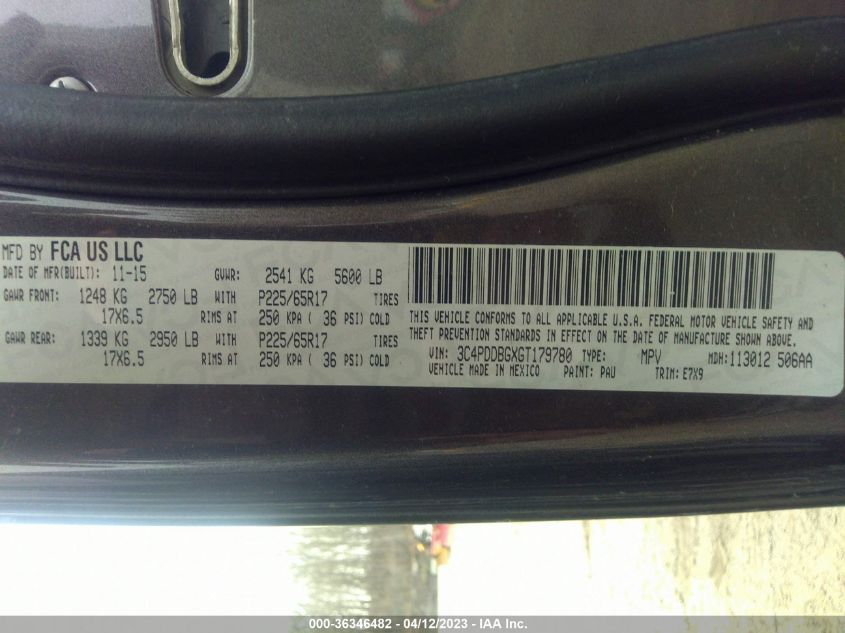 MFD BY FCA US LLC
DATE OF MFR(BUILT): 11-15 GVWR: 2541 KG 5600 LB
GAWR FRONT: 1248 KG 2750 LB WITH P225/65R17 TIRES
17X6.5 RIMS AT 250 KPA ( 36 PSI) COLD
GAWR REAR: 1339 KG 2950 LB WITH P225/65R17 TIRES
17X6.5 RIMS AT 250 KPA ( 36 PSI) COLD
THIS VEHICLE CONFORMS TO ALL APPLICABLE U.S.A. FEDERAL MOTOR VEHICLE SAFETY AND
THEFT PREVENTION STANDARDS IN EFFECT ON THE DATE OF MANUFACTURE SHOWN ABOVE.
VIN: 3C4PDDBGXGT179780 TYPE: MPV MDH: 113012 506AA
VEHICLE MADE IN MEXICO PAINT: PAU TRIM: E7X9
000-36346482 - 04/12/2023 - IAA Inc.